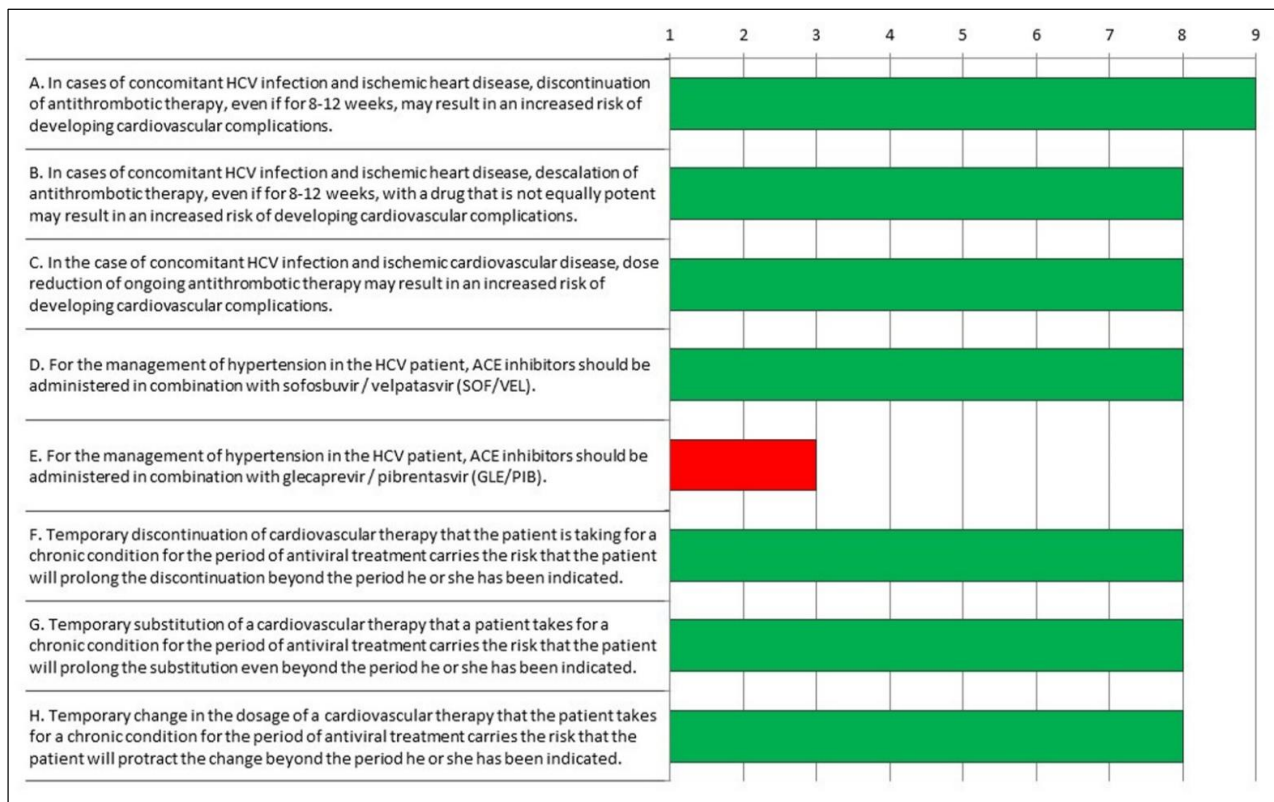 1 2 3 4 5 6 7 8 9
A. In cases of concomitant HCV infection and ischemic heart disease, discontinuation
of antithrombotic therapy, even if for 8-12 weeks, may result in an increased risk of
developing cardiovascular complications.
B. In cases of concomitant HCV infection and ischemic heart disease, descalation of
antithrombotic therapy, even if for 8-12 weeks, with a drug that is not equally potent
may result in an increased risk of developing cardiovascular complications.
C. In the case of concomitant HCV infection and ischemic cardiovascular disease, dose
reduction of ongoing antithrombotic therapy may result in an increased risk of
developing cardiovascular complications.
D. For the management of hypertension in the HCV patient, ACE inhibitors should be
administered in combination with sofosbuvir / velpatasvir (SOF/VEL).
E. For the management of hypertension in the HCV patient, ACE inhibitors should be
administered in combination with glecaprevir / pibrentasvir (GLE/PIB).
F. Temporary discontinuation of cardiovascular therapy that the patient is taking for a
chronic condition for the period of antiviral treatment carries the risk that the patient
will prolong the discontinuation beyond the period he or she has been indicated.
G. Temporary substitution of a cardiovascular therapy that a patient takes for a
chronic condition for the period of antiviral treatment carries the risk that the patient
will prolong the substitution even beyond the period he or she has been indicated.
H. Temporary change in the dosage of a cardiovascular therapy that the patient takes
for a chronic condition for the period of antiviral treatment carries the risk that the
patient will protract the change beyond the period he or she has been indicated.